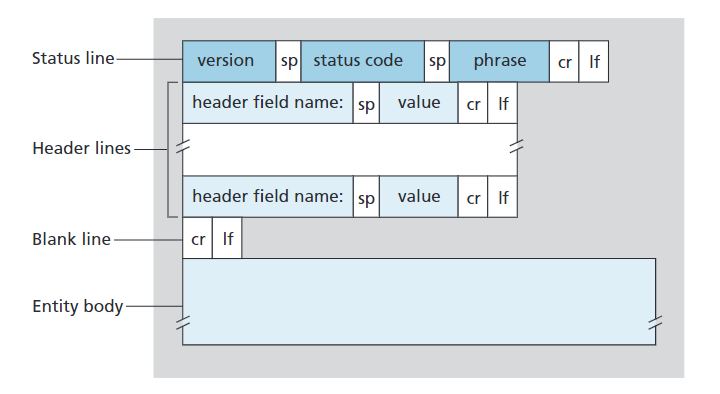 Status line version sp status code sp phrase cr lf
header field name: sp value cr lf
Header lines
header field name: sp value cr lf
Blank line cr lf
Entity body